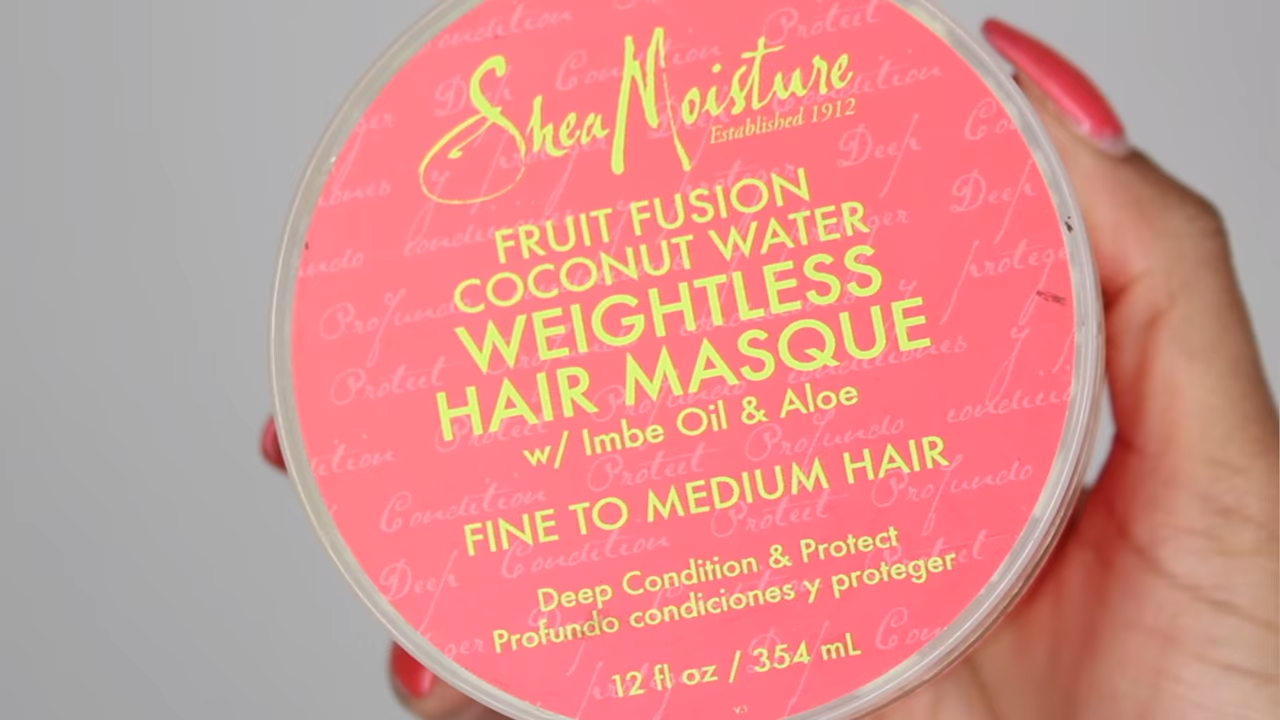 SheaMoisture
Established 1912
FRUIT FUSION
COCONUT WATER
WEIGHTLESS
HAIR MASQUE
w/ Imbe Oil & Aloe
FINE TO MEDIUM HAIR
Deep Condition & Protect
Profundo condiciones y proteger
12 fl oz / 354 mL
V.1